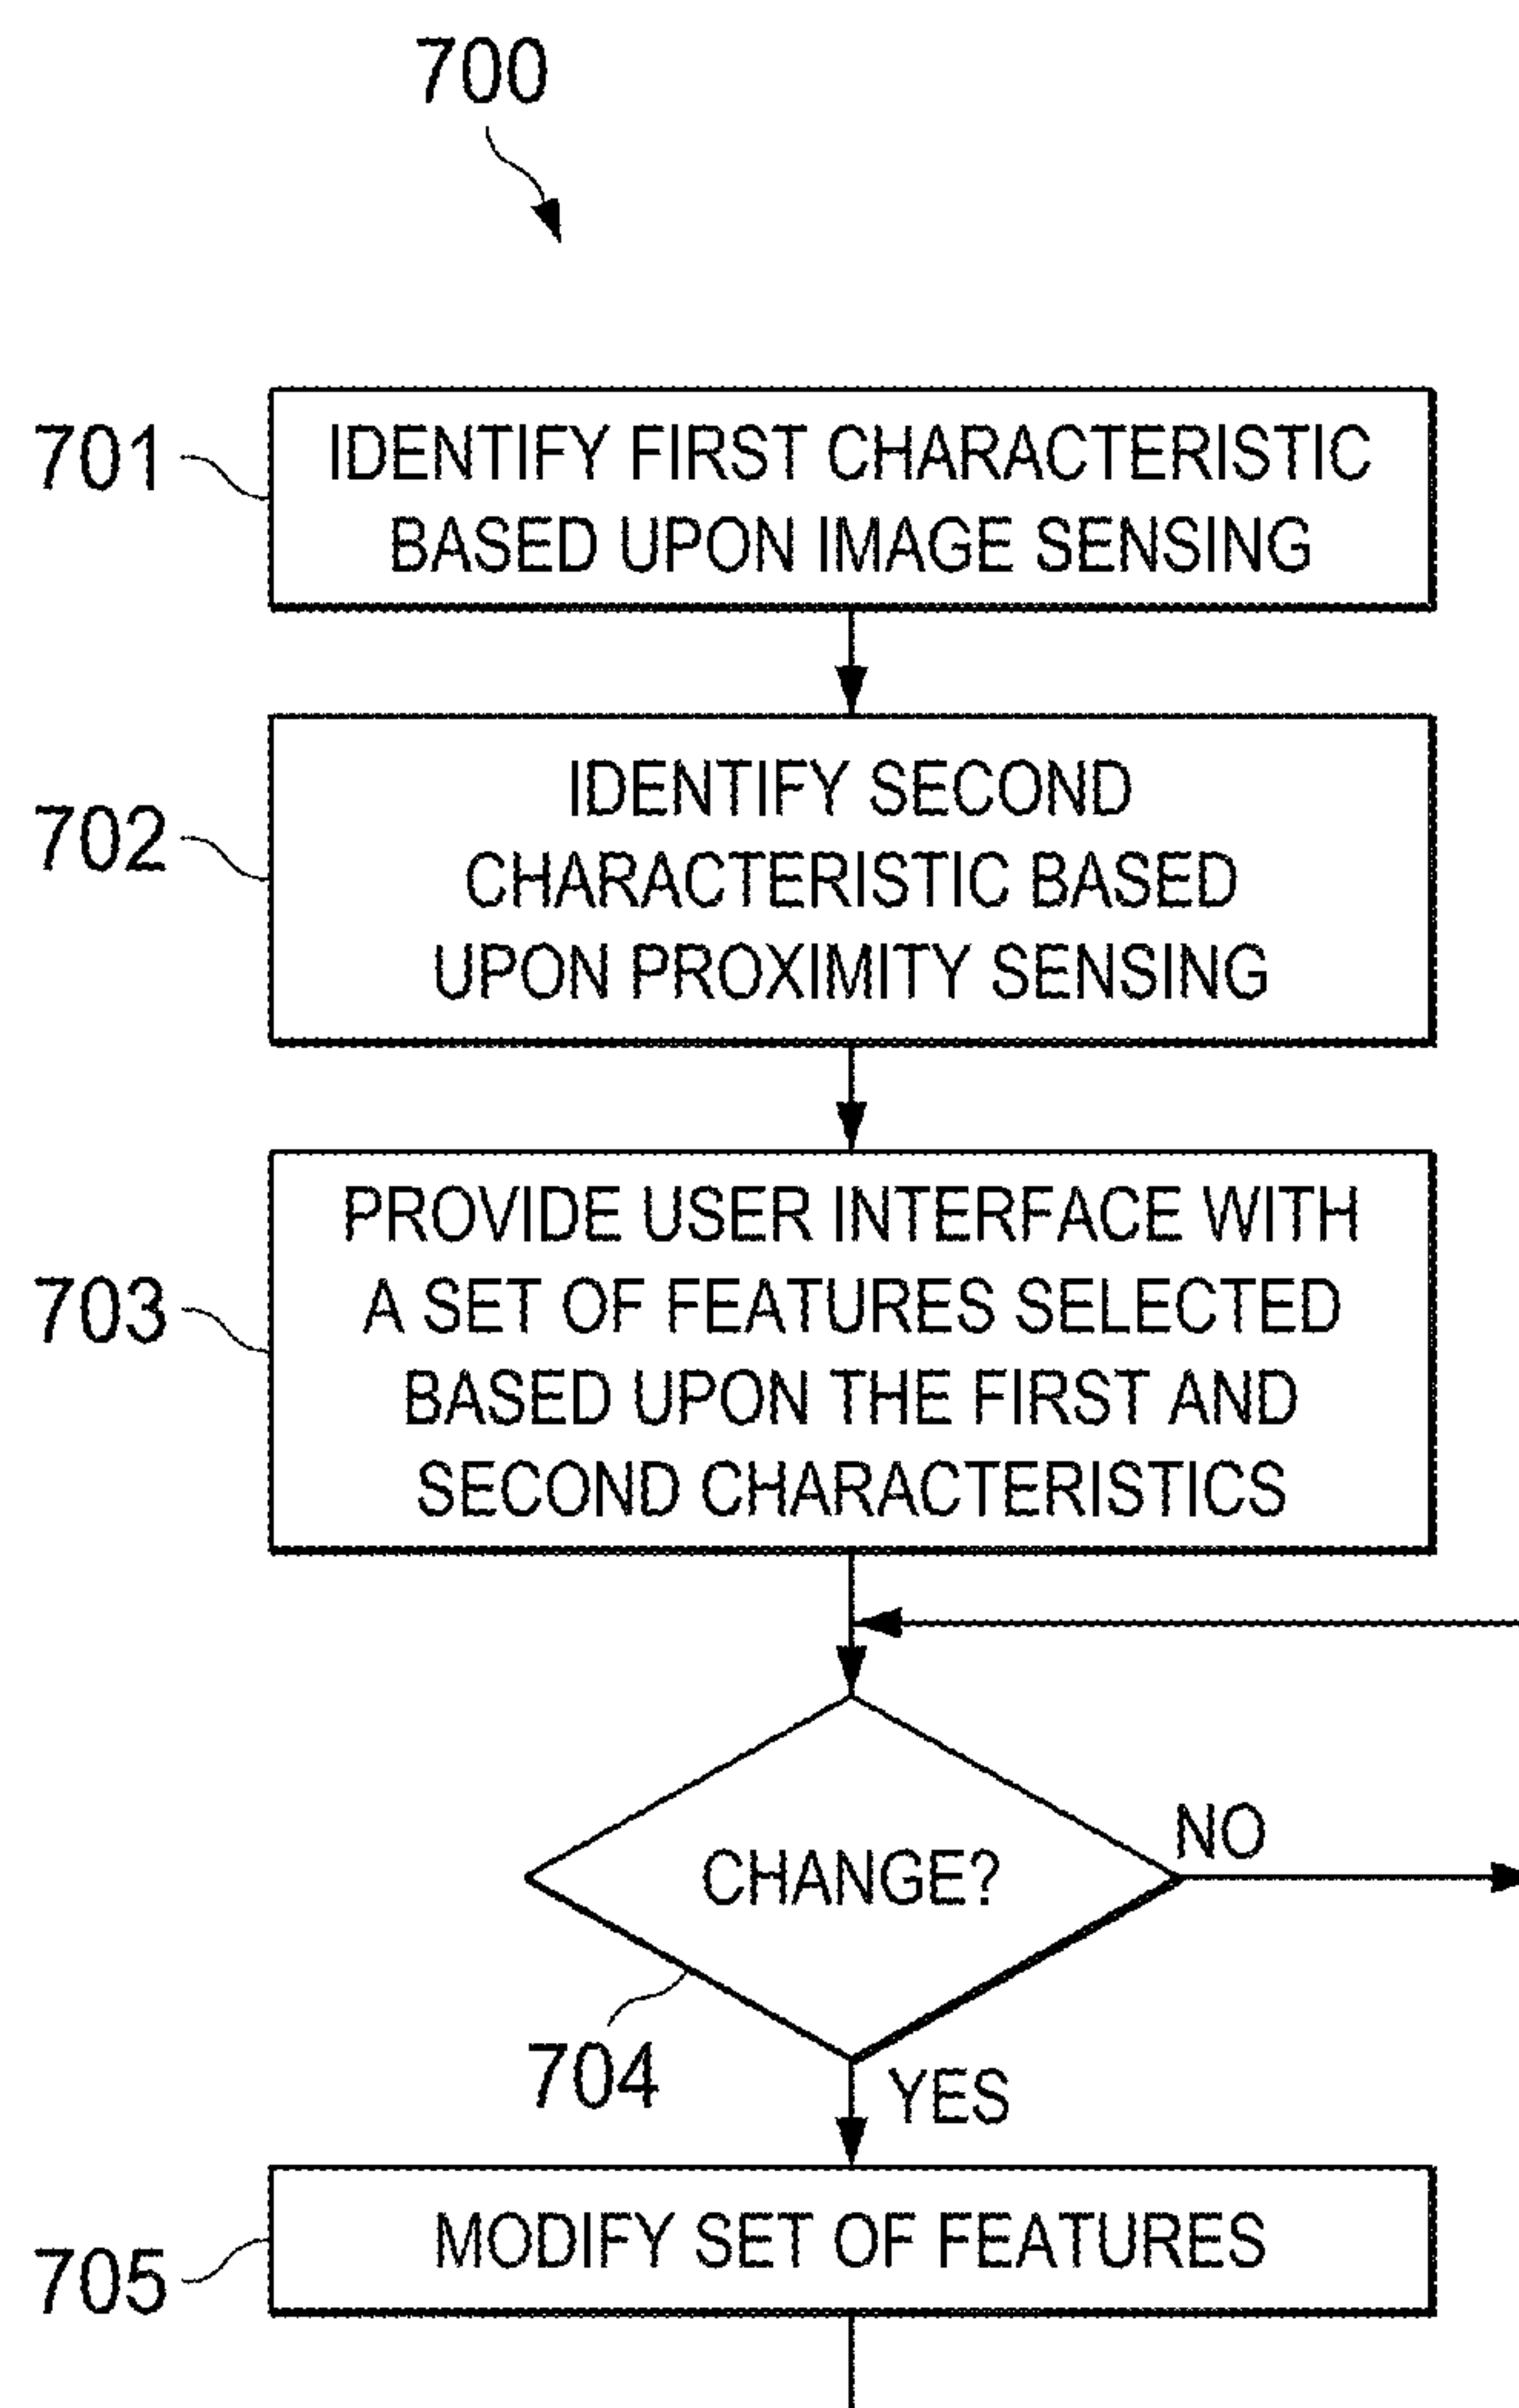 700
701
IDENTIFY FIRST CHARACTERISTIC
BASED UPON IMAGE SENSING
702
IDENTIFY SECOND
CHARACTERISTIC BASED
UPON PROXIMITY SENSING
703
PROVIDE USER INTERFACE WITH
A SET OF FEATURES SELECTED
BASED UPON THE FIRST AND
SECOND CHARACTERISTICS
CHANGE?
NO
704
YES
705
MODIFY SET OF FEATURES